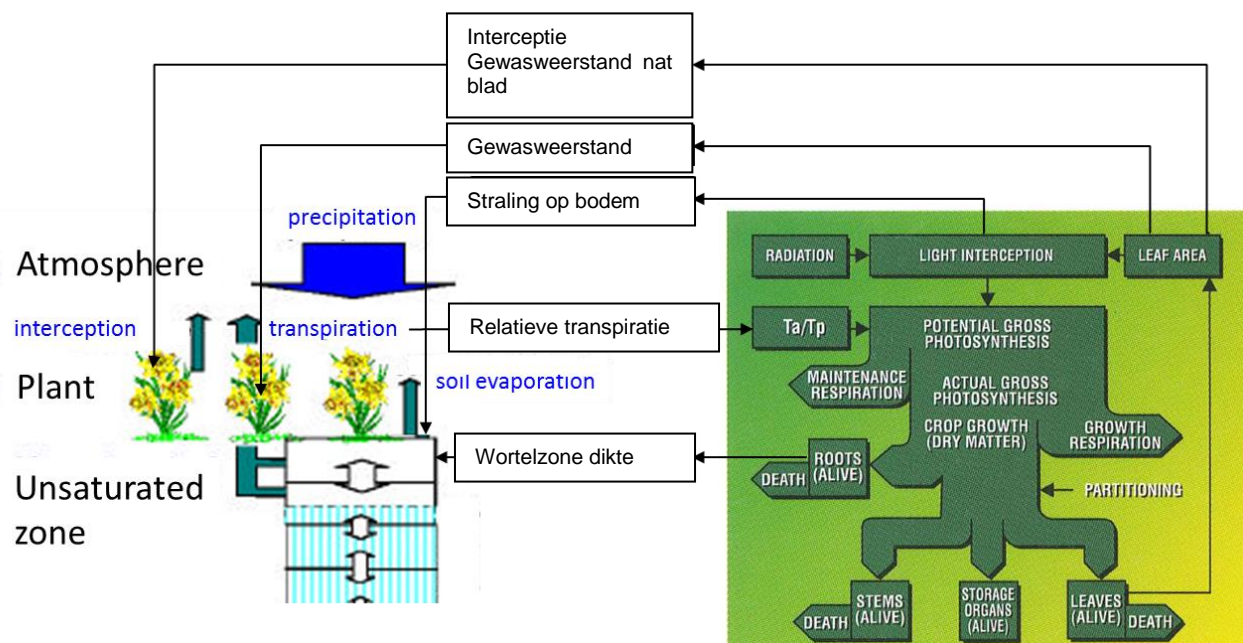 Interceptie
Gewasweerstand nat
blad
Gewasweerstand
Straling op bodem
precipitation
Atmosphere
interception
transpiration
Relatieve transpiratie
Plant
soil evaporation
Wortelzone dikte
Unsaturated
zone
RADIATION
LIGHT INTERCEPTION
LEAF AREA
Ta/Tp
POTENTIAL GROSS
PHOTOSYNTHESIS
MAINTENANCE
RESPIRATION
ACTUAL GROSS
PHOTOSYNTHESIS
CROP GROWTH
(DRY MATTER)
GROWTH
RESPIRATION
ROOTS
(ALIVE)
DEATH
PARTITIONING
STEMS
(ALIVE)
DEATH
STORAGE
ORGANS
(ALIVE)
LEAVES
(ALIVE)
DEATH